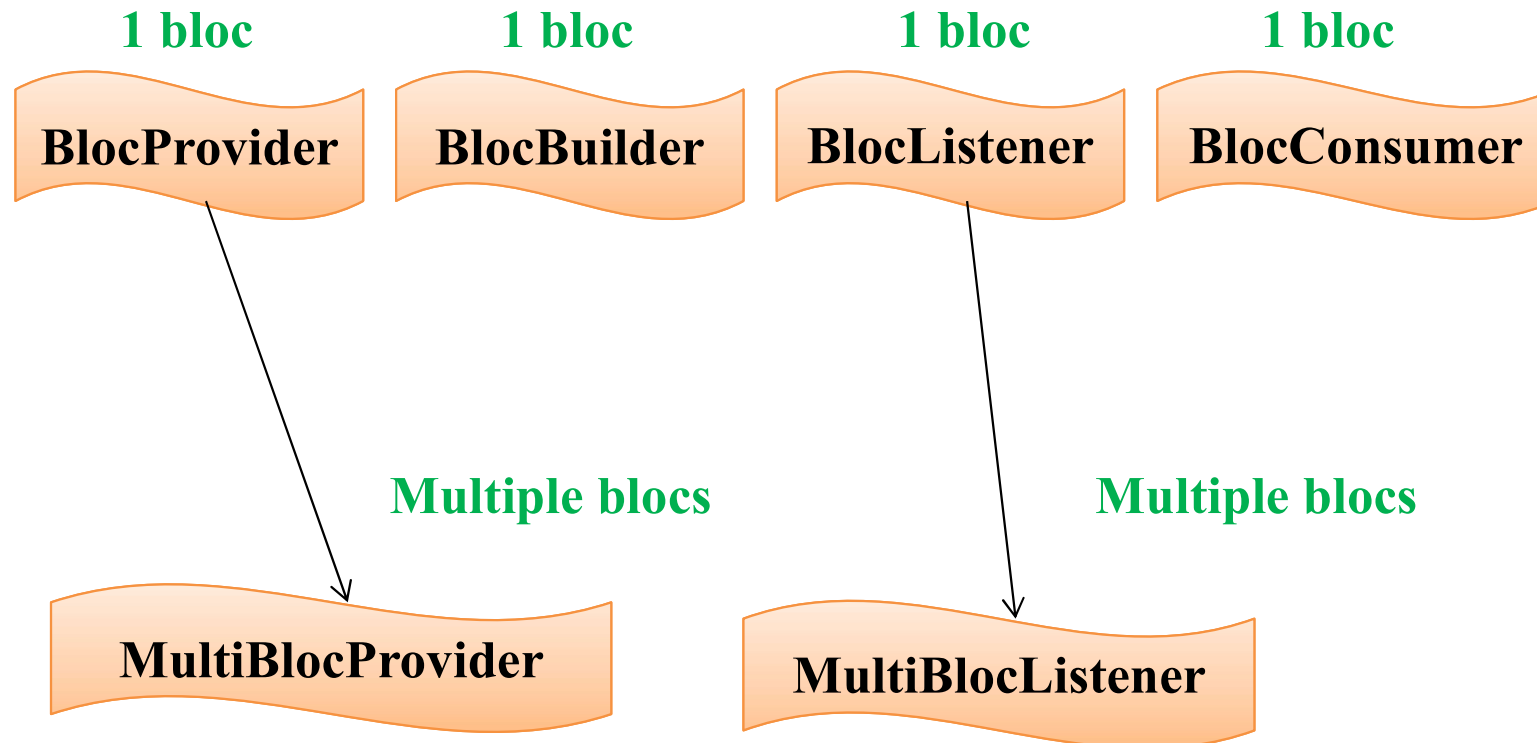 1 bloc
1 bloc
1 bloc
1 bloc
BlocProvider
BlocBuilder
BlocListener
BlocConsumer
Multiple blocs
Multiple blocs
MultiBlocProvider
MultiBlocListener